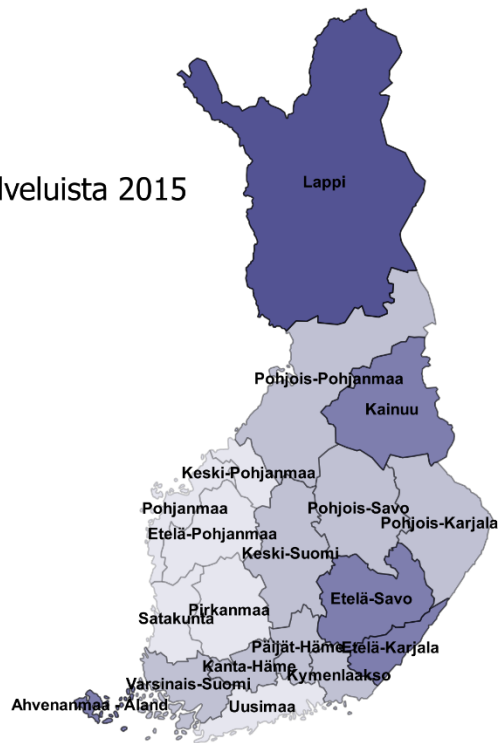 lveluista 2015
Lappi
Pohjois-Pohjanmaa
Kainuu
Keski-Pohjanmaa
Pohjanmaa
Pohjois-Savo
Pohjois-Karjala
Etelä-Pohjanmaa
Keski-Suomi
Etelä-Savo
Pirkanmaa
Satakunta
Päijät-Häme
Etelä-Karjala
Kanta-Häme
Kymenlaakso
Varsinais-Suomi
Ahvenanmaa - Åland
Uusimaa